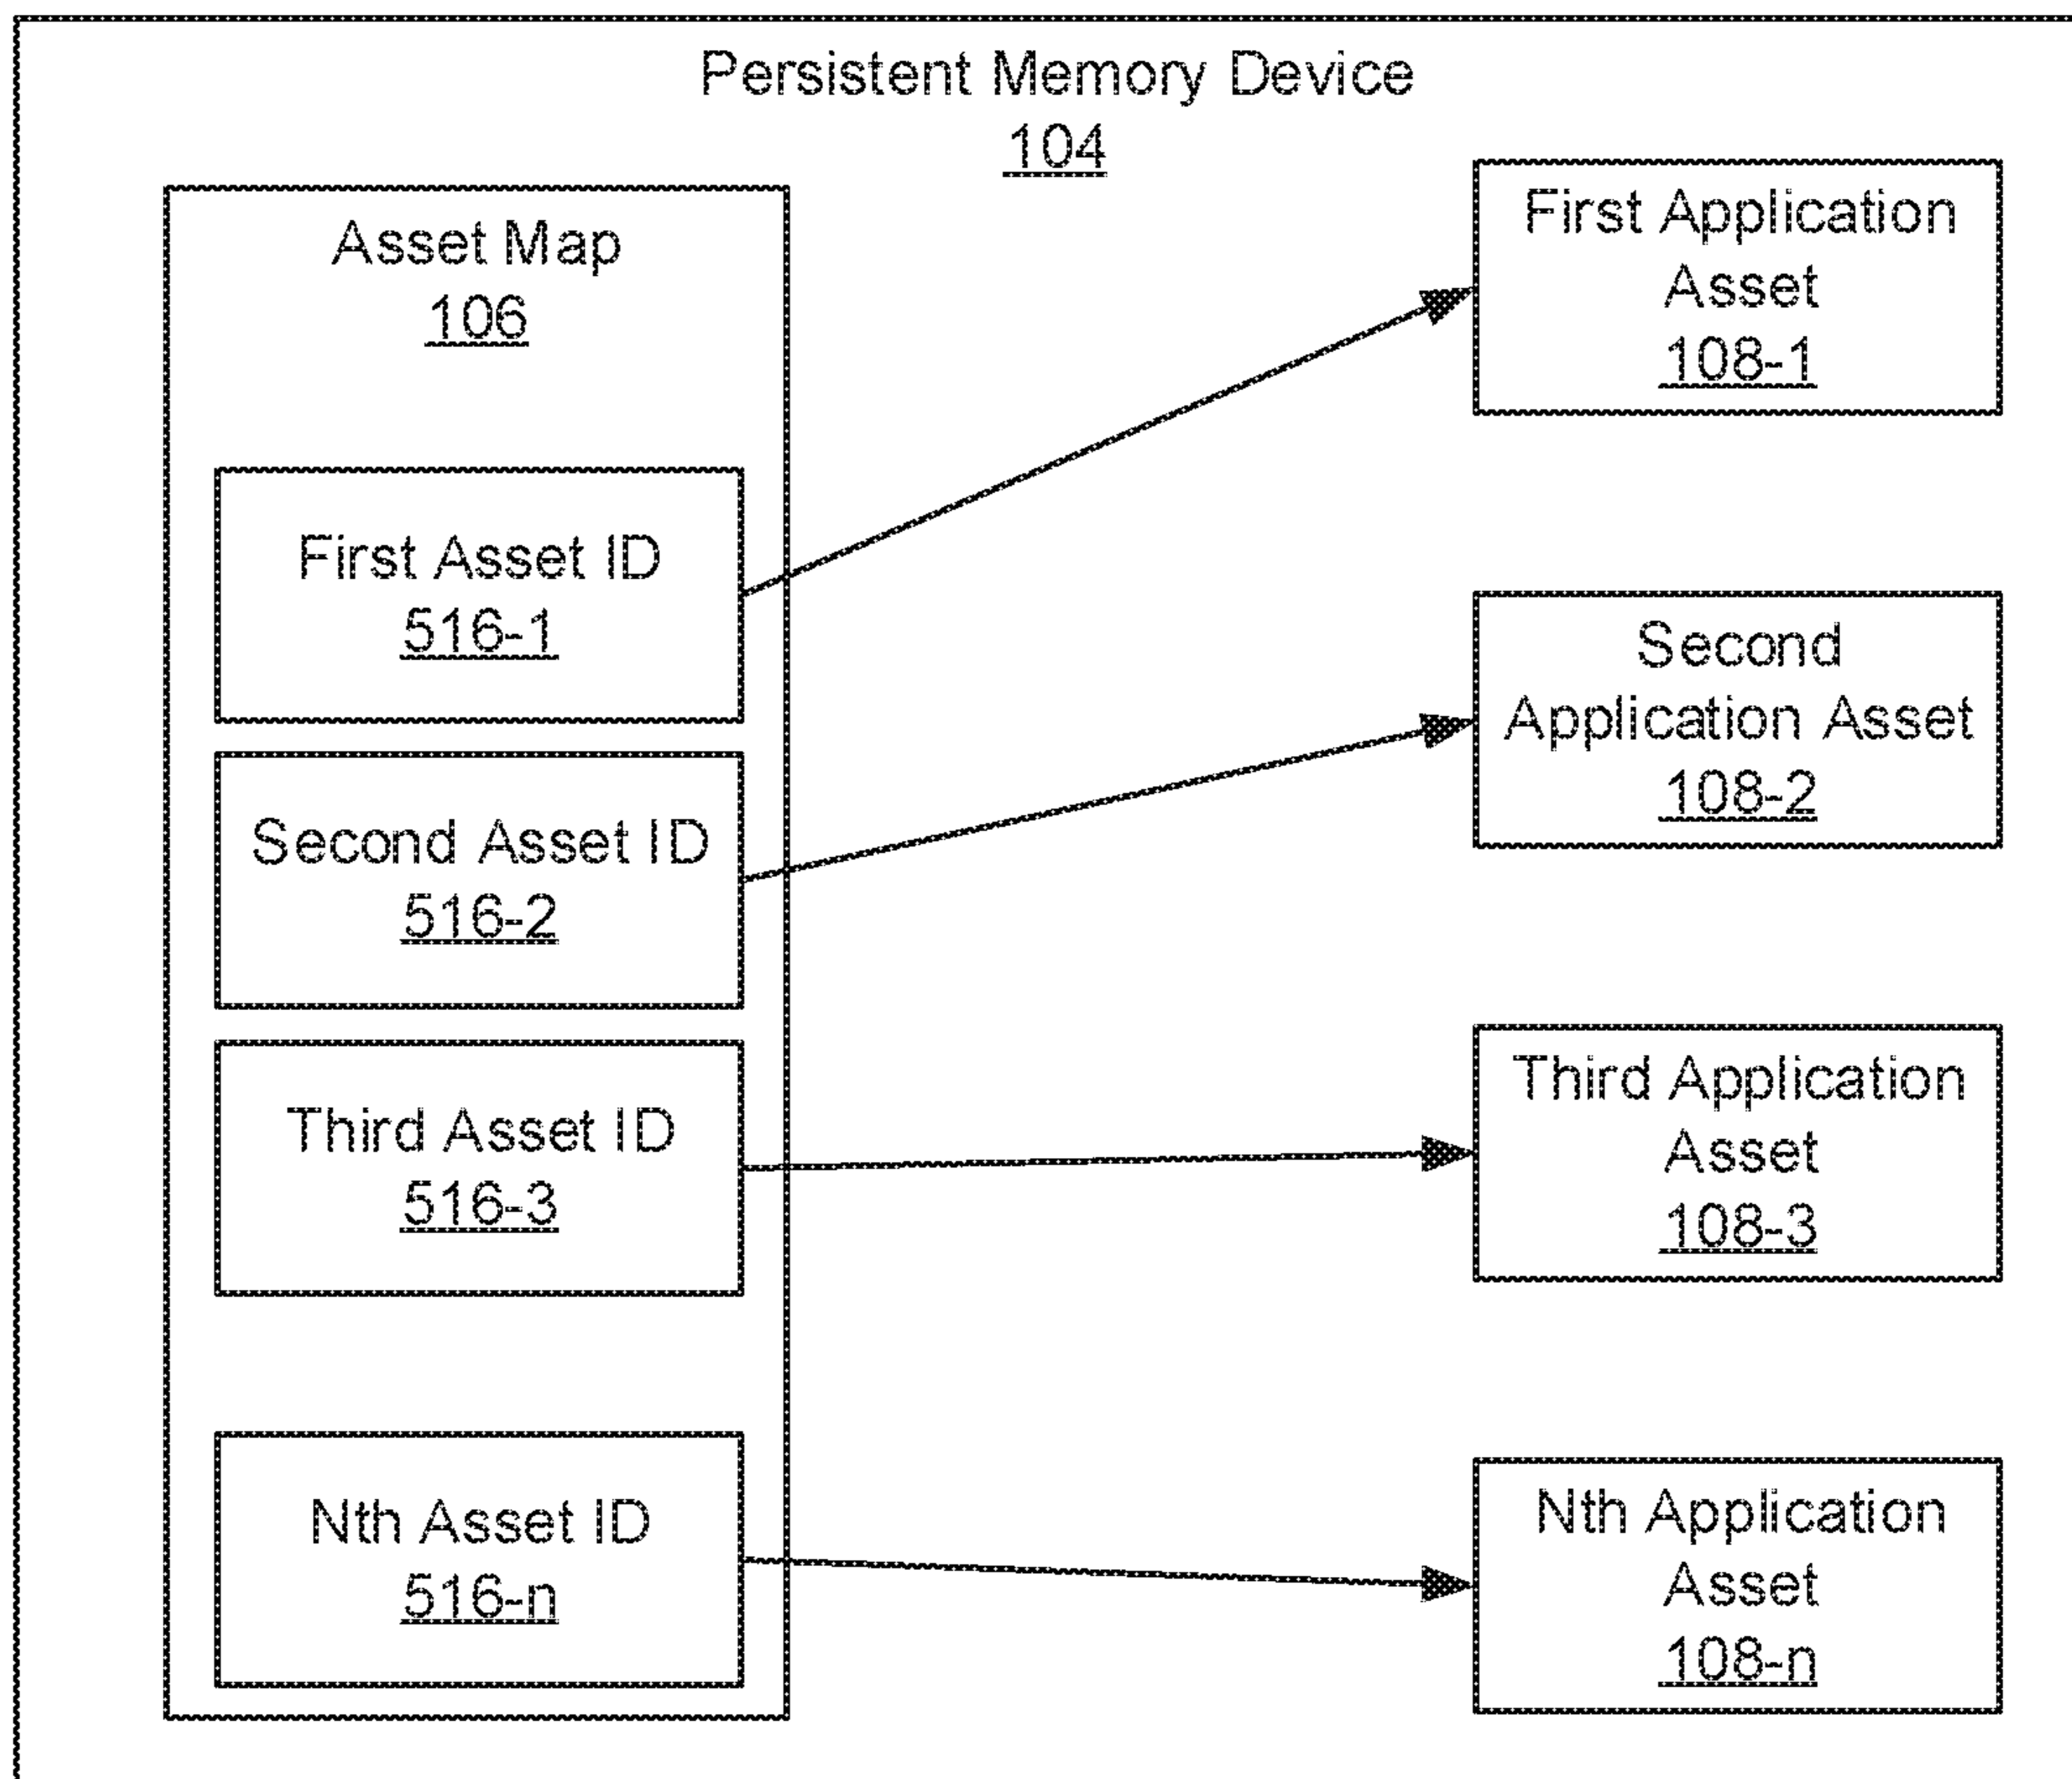 Persistent Memory Device
104
Asset Map
106
First Asset ID
516-1
Second Asset ID
516-2
Third Asset ID
516-3
Nth Asset ID
516-n
First Application
Asset
108-1
Second
Application Asset
108-2
Third Application
Asset
108-3
Nth Application
Asset
108-n